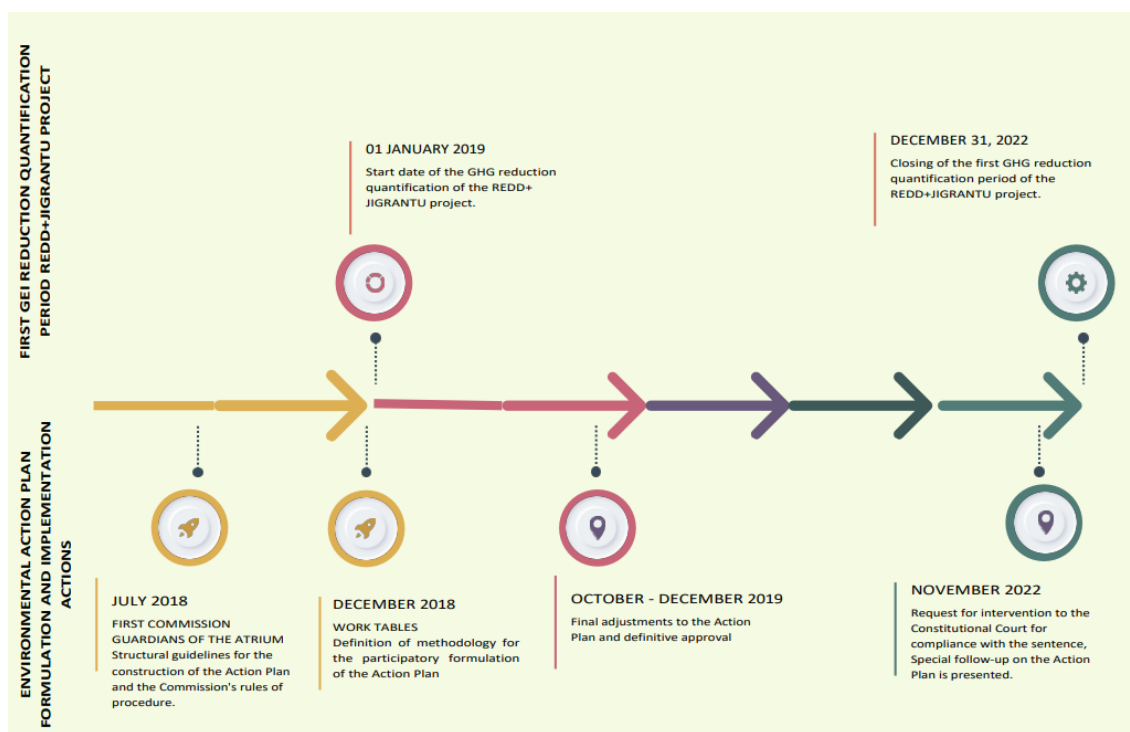 FIRST GEI REDUCTION QUANTIFICATION
PERIOD REDD+JIGRANTU PROJECT
01 JANUARY 2019
Start date of the GHG reduction
quantification of the REDD+
JIGRANTU project.
DECEMBER 31, 2022
Closing of the first GHG reduction
quantification period of the
REDD+JIGRANTU project.
ENVIRONMENTAL ACTION PLAN
FORMULATION AND IMPLEMENTATION
ACTIONS
JULY 2018
FIRST COMMISSION
GUARDIANS OF THE ATRIUM
Structural guidelines for the
construction of the Action Plan
and the Commission's rules of
procedure.
DECEMBER 2018
WORK TABLES
Definition of methodology for
the participatory formulation
of the Action Plan
OCTOBER - DECEMBER 2019
Final adjustments to the Action
Plan and definitive approval
NOVEMBER 2022
Request for intervention to the
Constitutional Court for
compliance with the sentence,
Special follow-up on the Action
Plan is presented.